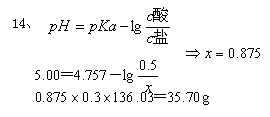 14、 pH = pKa − lg c酸/c盐
5.00=4.757−lg 0.5/x ⇒ x = 0.875
0.875×0.3×136.03=35.70g